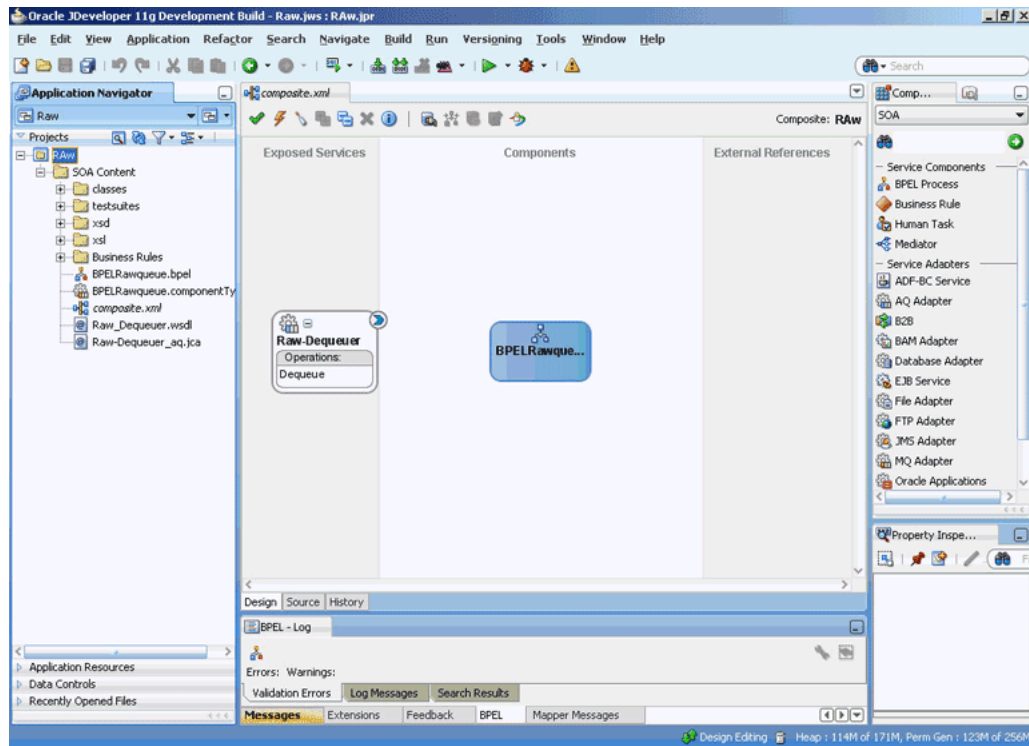 Oracle JDeveloper 11g Development Build - Raw.jws : RAw.jpr
File Edit View Application Refactor Search Navigate Build Run Versioning Tools Window Help
Search
Application Navigator
composite.xml
Comp...
Raw
Composite: RAw
SOA
Projects
RAw
SOA Content
classes
testsuites
xsd
xsl
Business Rules
BPELRawqueue.bpel
BPELRawqueue.componentTy
composite.xml
Raw_Dequeuer.wsdl
Raw-Dequeuer_aq.jca
Exposed Services
Components
External References
Raw-Dequeuer
Operations:
Dequeue
BPELRawque...
Service Components
BPEL Process
Business Rule
Human Task
Mediator
Service Adapters
ADF-BC Service
AQ Adapter
B2B
BAM Adapter
Database Adapter
EJB Service
File Adapter
FTP Adapter
JMS Adapter
MQ Adapter
Oracle Applications
Property Inspe...
Design Source History
BPEL - Log
Errors: Warnings:
Validation Errors Log Messages Search Results
Messages Extensions Feedback BPEL Mapper Messages
Application Resources
Data Controls
Recently Opened Files
Design Editing Heap : 114M of 171M, Perm Gen : 123M of 256M